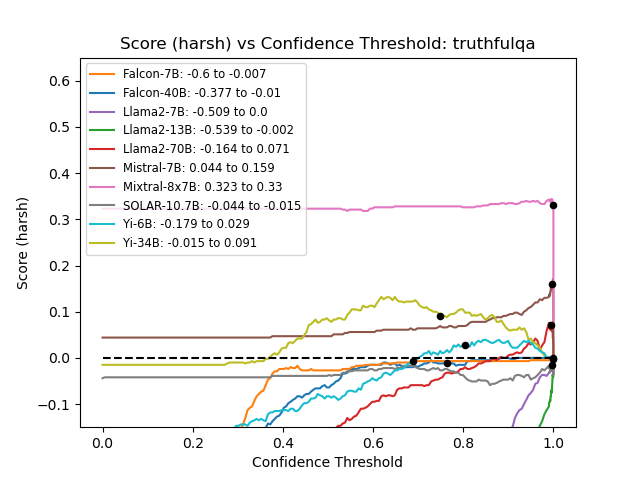 Score (harsh) vs Confidence Threshold: truthfulqa
Falcon-7B: -0.6 to -0.007
Falcon-40B: -0.377 to -0.01
Llama2-7B: -0.509 to 0.0
Llama2-13B: -0.539 to -0.002
Llama2-70B: -0.164 to 0.071
Mistral-7B: 0.044 to 0.159
Mixtral-8x7B: 0.323 to 0.33
SOLAR-10.7B: -0.044 to -0.015
Yi-6B: -0.179 to 0.029
Yi-34B: -0.015 to 0.091
Score (harsh)
0.6
0.5
0.4
0.3
0.2
0.1
0.0
−0.1
0.0 0.2 0.4 0.6 0.8 1.0
Confidence Threshold